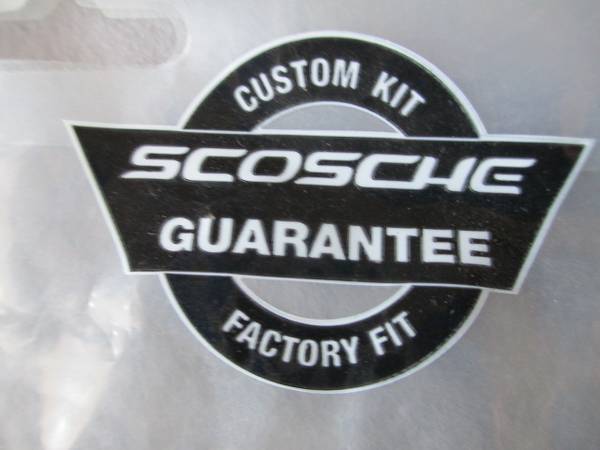 CUSTOM KIT
SCOSCHE
GUARANTEE
FACTORY FIT